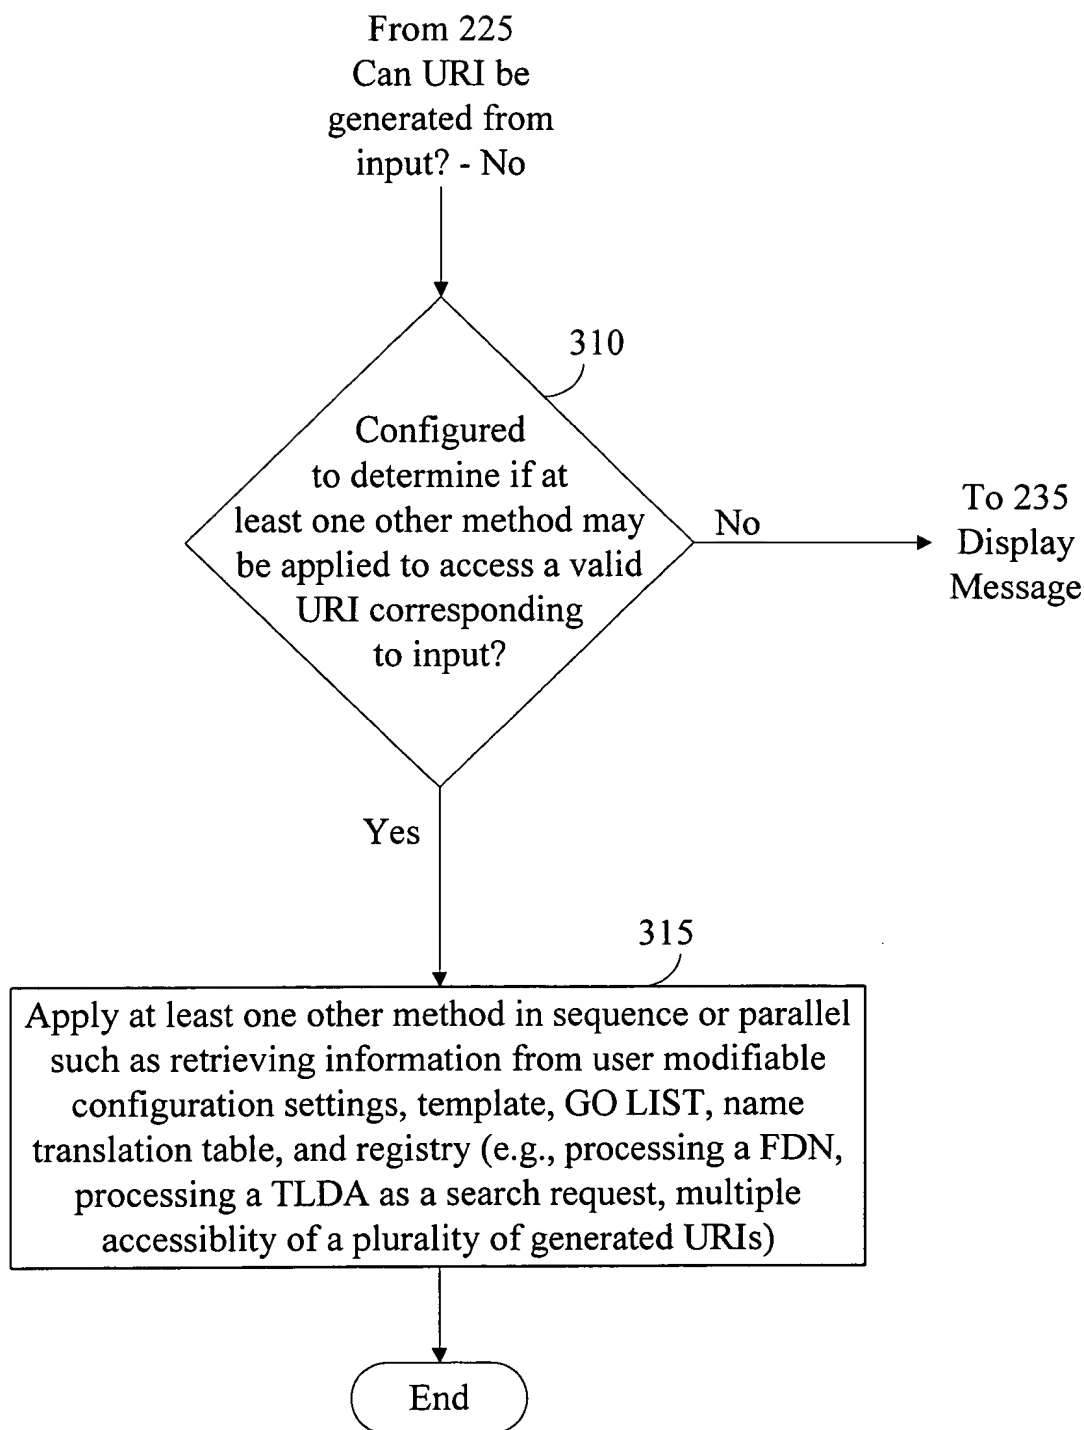 From 225
Can URI be
generated from
input? - No
310
Configured
to determine if at
least one other method may
be applied to access a valid
URI corresponding
to input?
No
To 235
Display
Message
Yes
315
Apply at least one other method in sequence or parallel
such as retrieving information from user modifiable
configuration settings, template, GO LIST, name
translation table, and registry (e.g., processing a FDN,
processing a TLDA as a search request, multiple
accessiblity of a plurality of generated URIs)
End